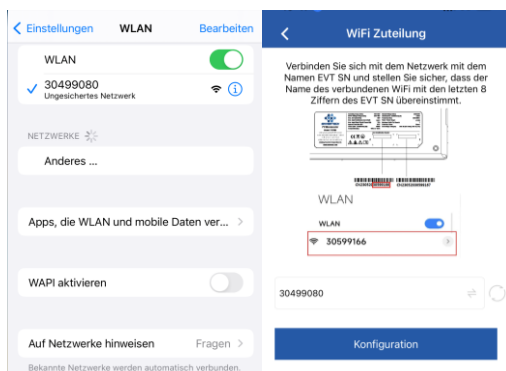 Einstellungen WLAN Bearbeiten
WLAN
30499080
Ungesichertes Netzwerk
NETZWERKE
Anderes ...
Apps, die WLAN und mobile Daten ver... >
WAPI aktivieren
Auf Netzwerke hinweisen Fragen >
Bekannte Netzwerke werden automatisch verbunden.
WiFi Zuteilung
Verbinden Sie sich mit dem Netzwerk mit dem
Namen EVT SN und stellen Sie sicher, dass der
Name des verbundenen WiFi mit den letzten 8
Ziffern des EVT SN übereinstimmt.
WLAN
WLAN
30599166
30499080
Konfiguration